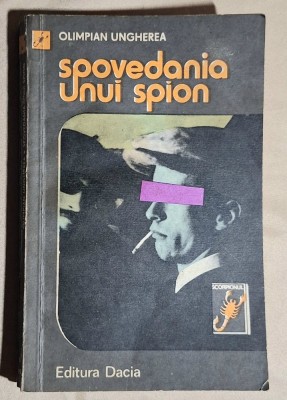 OLIMPIAN UNGHEREA
spovedania
unui spion
SCORPIONUL
Editura Dacia